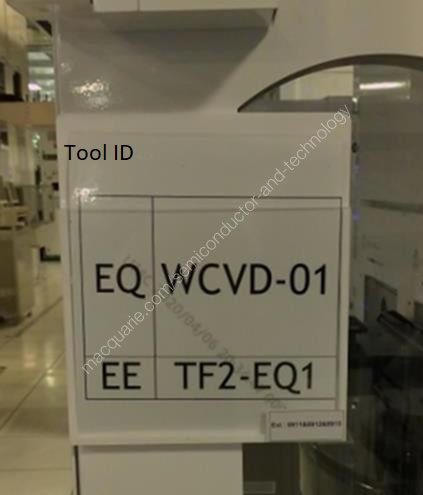 Tool ID
EQ WCVD-01
EE TF2-EQ1
macquarie.com/semiconductor-and-technology